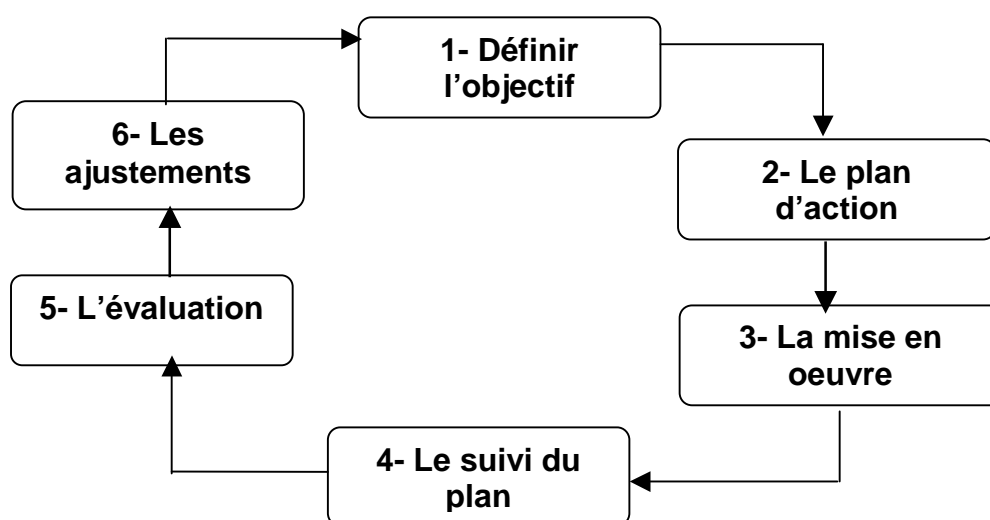 1- Définir
l’objectif
2- Le plan
d’action
3- La mise en
oeuvre
4- Le suivi du
plan
5- L’évaluation
6- Les
ajustements